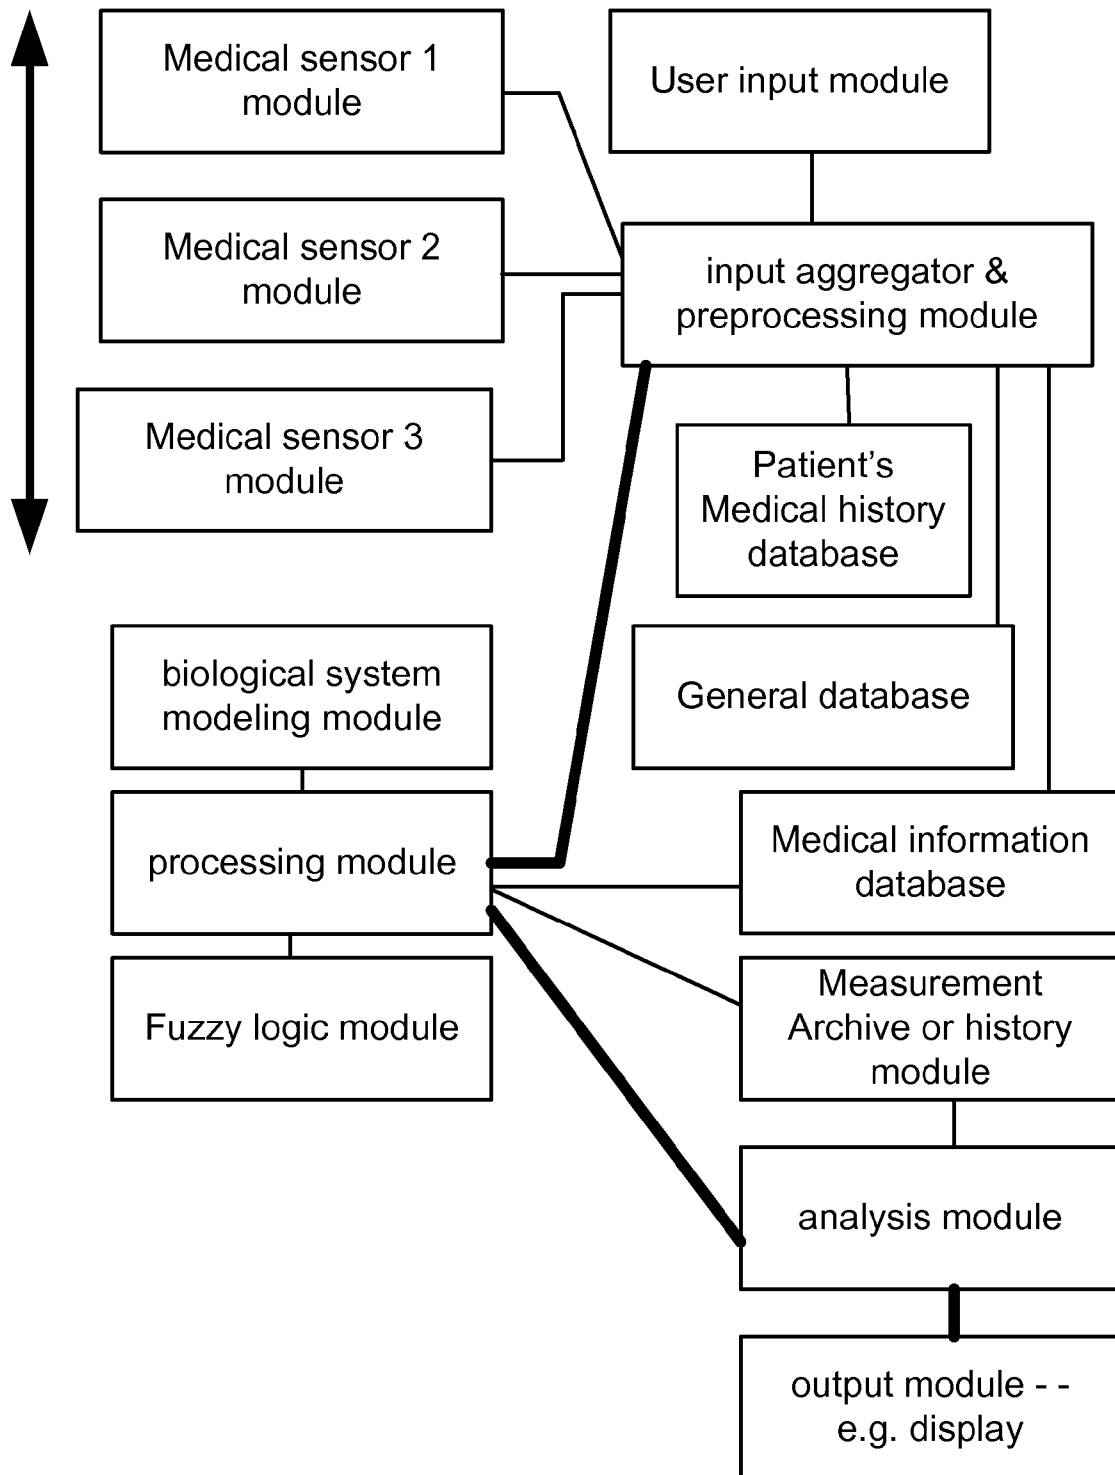 Medical sensor 1
module
User input module
Medical sensor 2
module
input aggregator &
preprocessing module
Medical sensor 3
module
Patient’s
Medical history
database
biological system
modeling module
General database
processing module
Medical information
database
Fuzzy logic module
Measurement
Archive or history
module
analysis module
output module - -
e.g. display